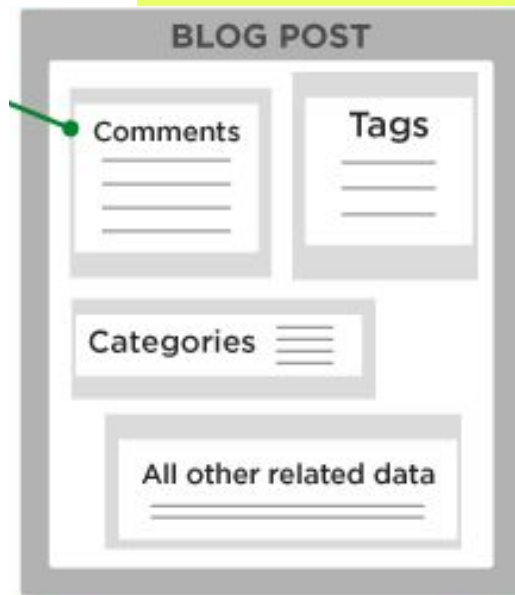 BLOG POST
Comments
Tags
Categories
All other related data